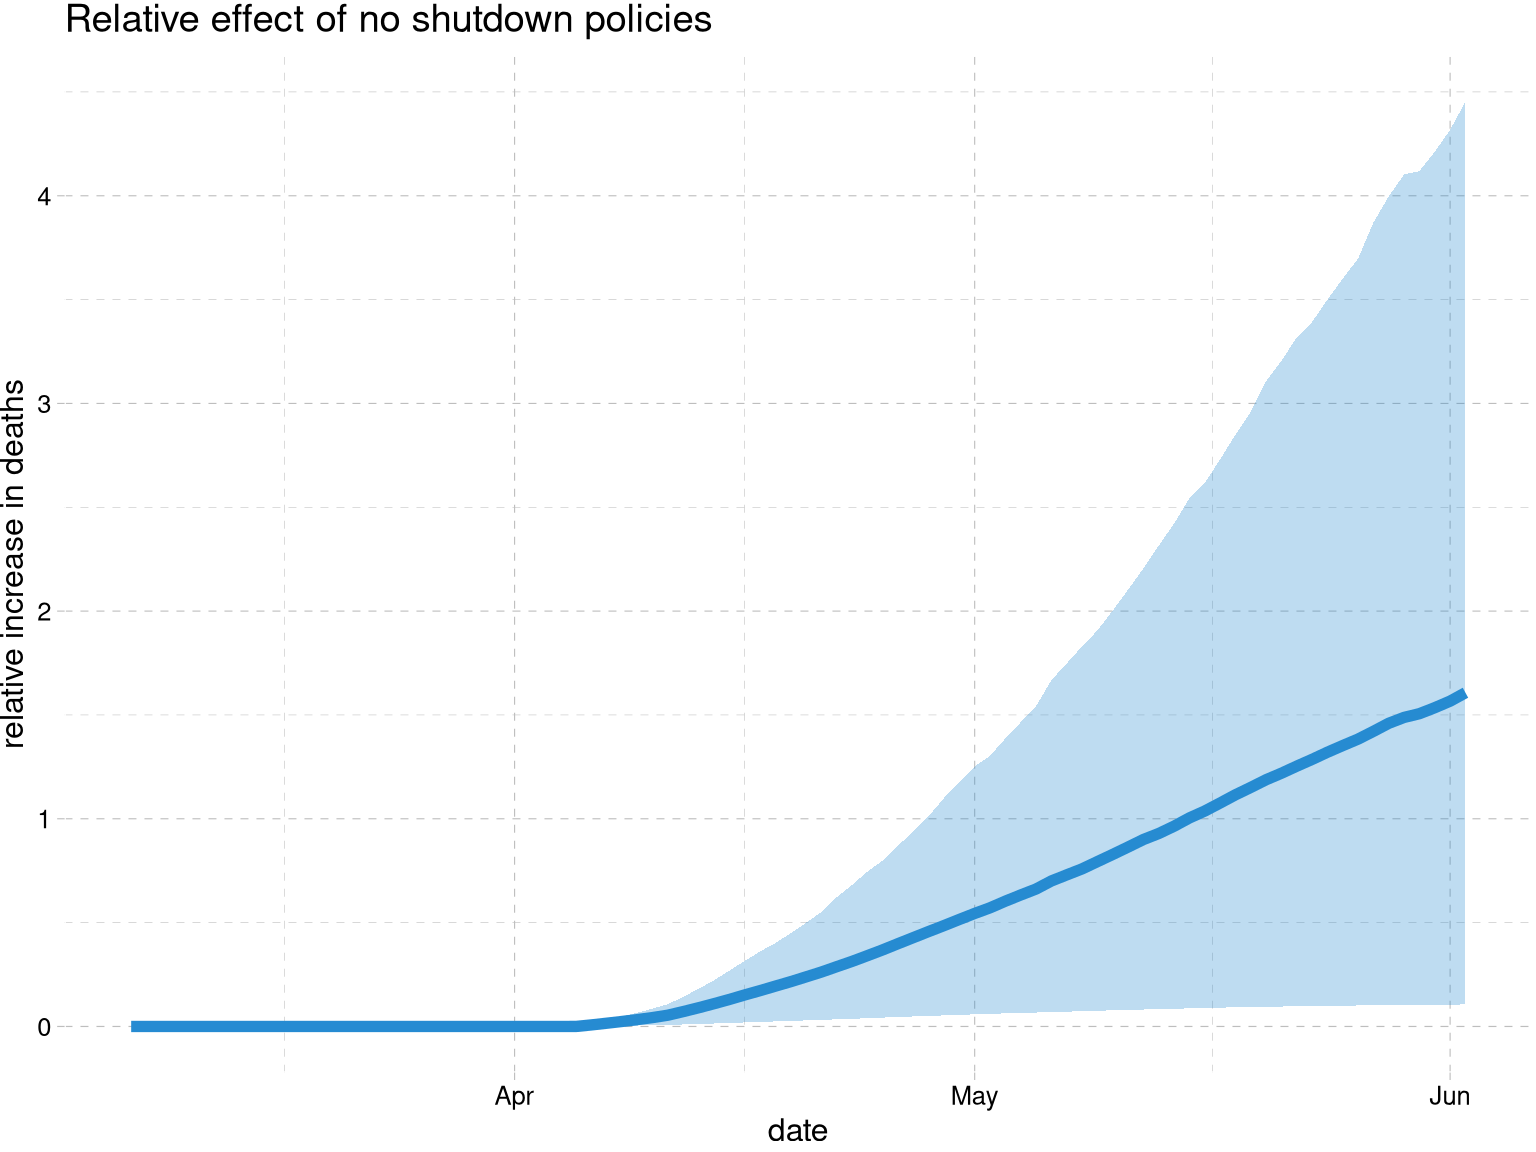 Relative effect of no shutdown policies
relative increase in deaths
4
3
2
1
0
Apr
May
Jun
date